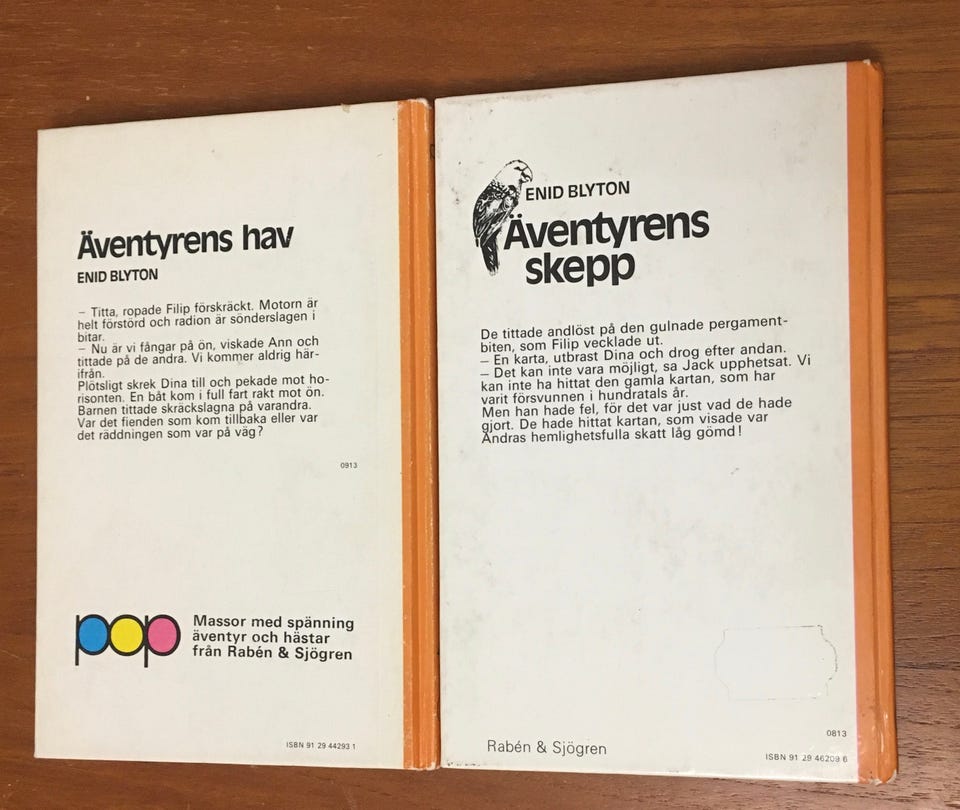 Äventyrens hav
ENID BLYTON
– Titta, ropade Filip förskräckt. Motorn är
helt förstörd och radion är sönderslagen i
bitar.
– Nu är vi fångar på ön, viskade Ann och
tittade på de andra. Vi kommer aldrig här-
ifrån.
Plötsligt skrek Dina till och pekade mot ho-
risonten. En båt kom i full fart rakt mot ön.
Barnen tittade skräckslagna på varandra.
Var det fienden som kom tillbaka eller var
det räddningen som var på väg?
0913
pop
Massor med spänning
äventyr och hästar
från Rabén & Sjögren
ISBN 91 29 44293 1
ENID BLYTON
Äventyrens
skepp
De tittade andlöst på den gulnade pergament-
biten, som Filip vecklade ut.
– En karta, utbrast Dina och drog efter andan.
– Det kan inte vara möjligt, sa Jack upphetsat. Vi
kan inte ha hittat den gamla kartan, som har
varit försvunnen i hundratals år.
Men han hade fel, för det var just vad de hade
gjort. De hade hittat kartan, som visade var
Andras hemlighetsfulla skatt låg gömd!
Rabén & Sjögren
0813
ISBN 91 29 46209 6